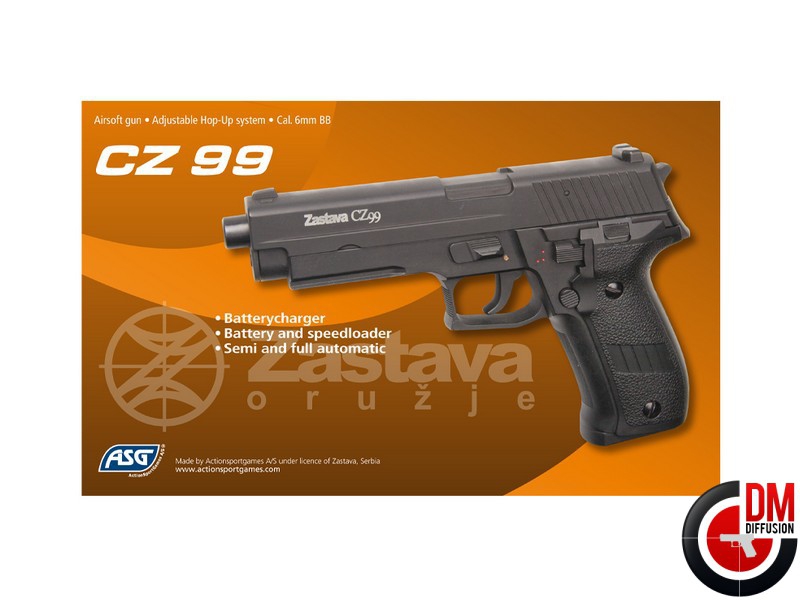 Airsoft gun • Adjustable Hop-Up system • Cal. 6mm BB
CZ 99
Zastava CZ99
• Batterycharger
• Battery and speedloader
• Semi and full automatic
Zastava
oružje
ASG
ActionSportGames A/S®
Made by Actionsportgames A/S under licence of Zastava, Serbia
www.actionsportgames.com
DM
DIFFUSION